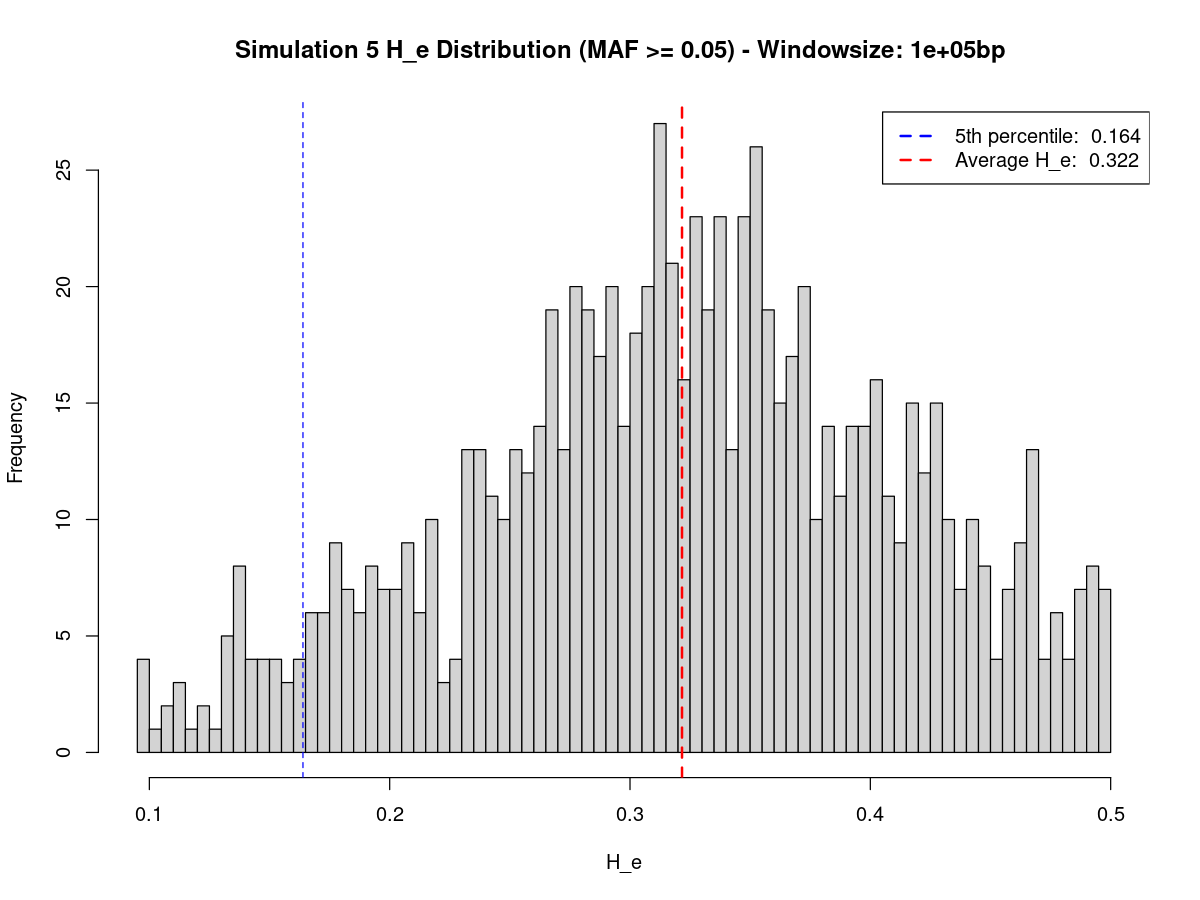 Simulation 5 H_e Distribution (MAF >= 0.05) - Windowsize: 1e+05bp
5th percentile: 0.164
Average H_e: 0.322
Frequency
25
20
15
10
5
0
0.1 0.2 0.3 0.4 0.5
H_e